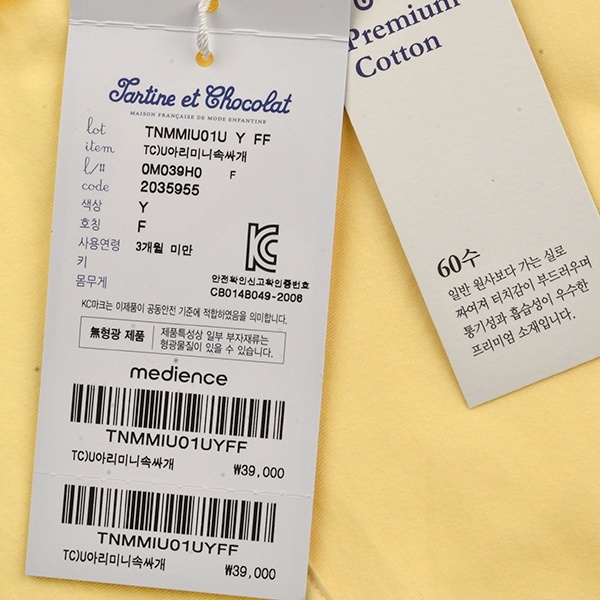 Tartine et Chocolat
MAISON FRANÇAISE DE MODE ENFANTINE
lot TNMMIU01U Y FF
item TC)U아리미니속싸개
l/# 0M039H0 F
code 2035955
색상 Y
호칭 F
사용연령 3개월 미만
키
몸무게
안전확인신고확인증번호
CB014B049-2006
KC마크는 이제품이 공통안전 기준에 적합하였음을 의미합니다.
無형광 제품
제품특성상 일부 부자재류는
형광물질이 있을 수 있습니다.
medience
TNMMIU01UYFF
TC)U아리미니속싸개 ₩39,000
TNMMIU01UYFF
TC)U아리미니속싸개 ₩39,000
Premium
Cotton
60수
일반 원사보다 가는 실로
짜여져 터치감이 부드러우며
통기성과 흡습성이 우수한
프리미엄 소재입니다.